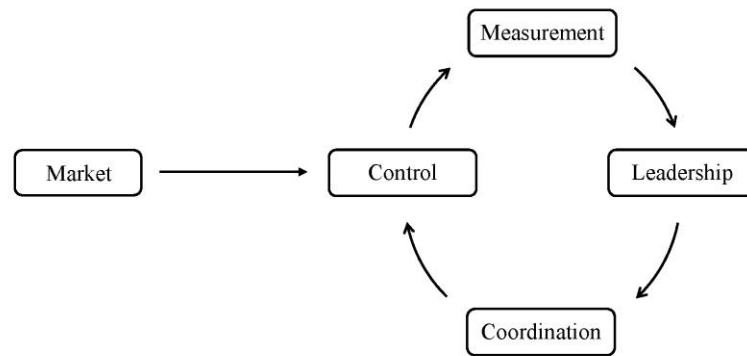 Measurement
Market
Control
Leadership
Coordination